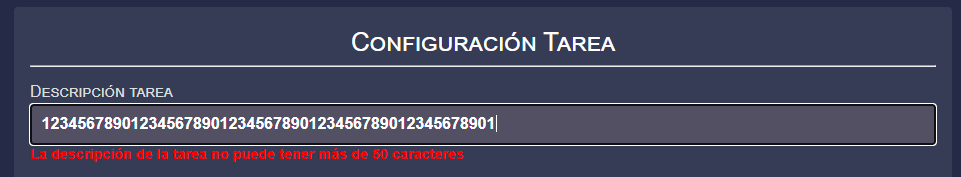 Configuración Tarea
Descripción tarea
123456789012345678901234567890123456789012345678901
La descripción de la tarea no puede tener más de 50 caracteres